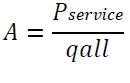 A = P_service / qall